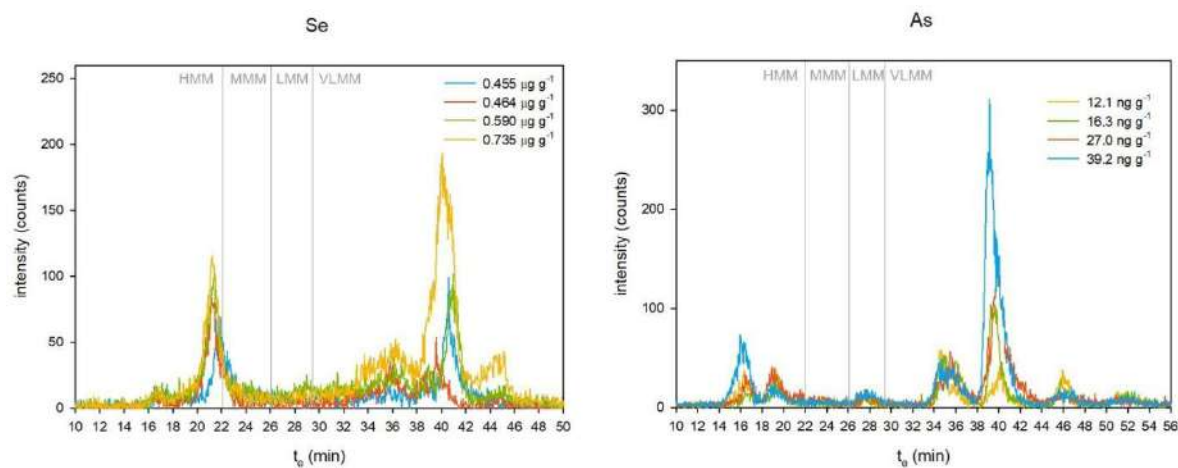 Se
HMM MMM LMM VLMM
0.455 µg g⁻¹
0.464 µg g⁻¹
0.590 µg g⁻¹
0.735 µg g⁻¹
250
200
150
100
50
0
intensity (counts)
10 12 14 16 18 20 22 24 26 28 30 32 34 36 38 40 42 44 46 48 50
tₑ (min)
As
HMM MMM LMM VLMM
12.1 ng g⁻¹
16.3 ng g⁻¹
27.0 ng g⁻¹
39.2 ng g⁻¹
300
200
100
0
intensity (counts)
10 12 14 16 18 20 22 24 26 28 30 32 34 36 38 40 42 44 46 48 50 52 54 56
tₑ (min)